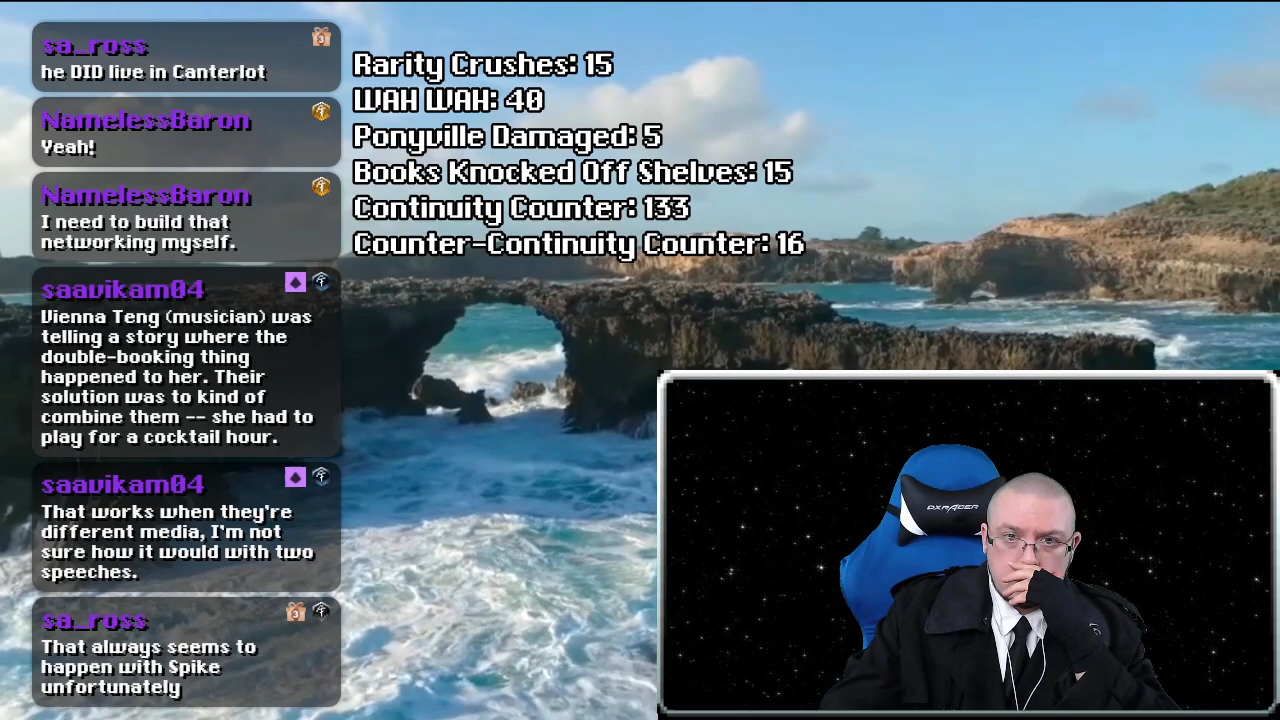 sa_ross
he DID live in Canterlot
NamelessBaron
Yeah!
NamelessBaron
I need to build that
networking myself.
saavikam04
Vienna Teng (musician) was
telling a story where the
double-booking thing
happened to her. Their
solution was to kind of
combine them -- she had to
play for a cocktail hour.
saavikam04
That works when they're
different media, I'm not
sure how it would with two
speeches.
sa_ross
That always seems to
happen with Spike
unfortunately
Rarity Crushes: 15
WAH WAH: 40
Ponyville Damaged: 5
Books Knocked Off Shelves: 15
Continuity Counter: 133
Counter-Continuity Counter: 16
DXRACER